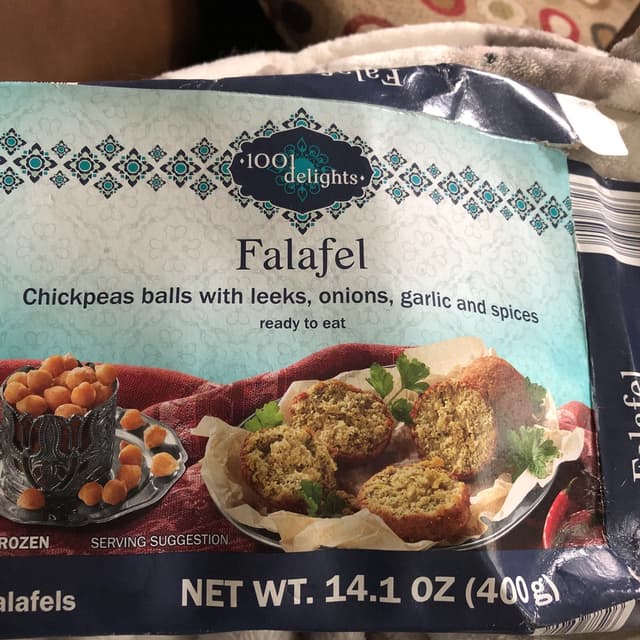 Falafel
·1001
delights·
Falafel
Chickpeas balls with leeks, onions, garlic and spices
ready to eat
ROZEN
SERVING SUGGESTION
alafels
NET WT. 14.1 OZ (400g)
Falafel